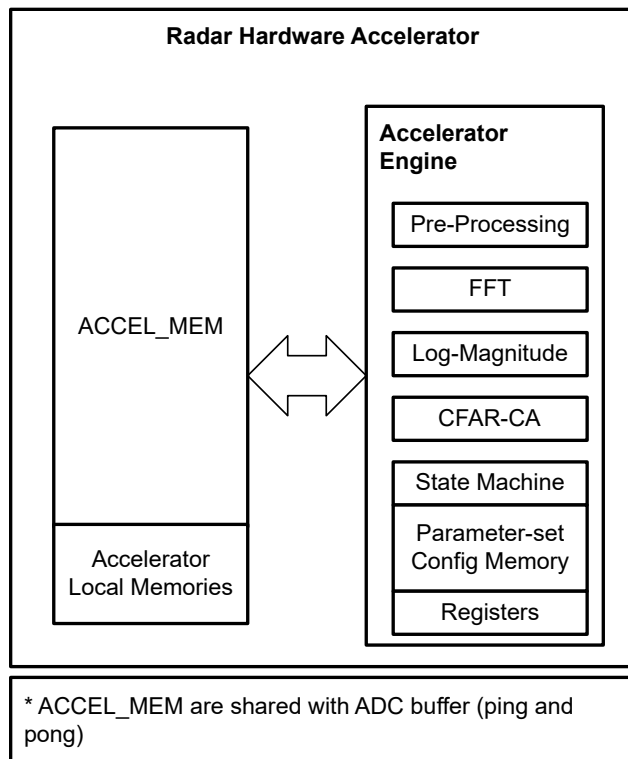 Radar Hardware Accelerator
ACCEL_MEM
Accelerator
Local Memories
Accelerator
Engine
Pre-Processing
FFT
Log-Magnitude
CFAR-CA
State Machine
Parameter-set
Config Memory
Registers
* ACCEL_MEM are shared with ADC buffer (ping and
pong)